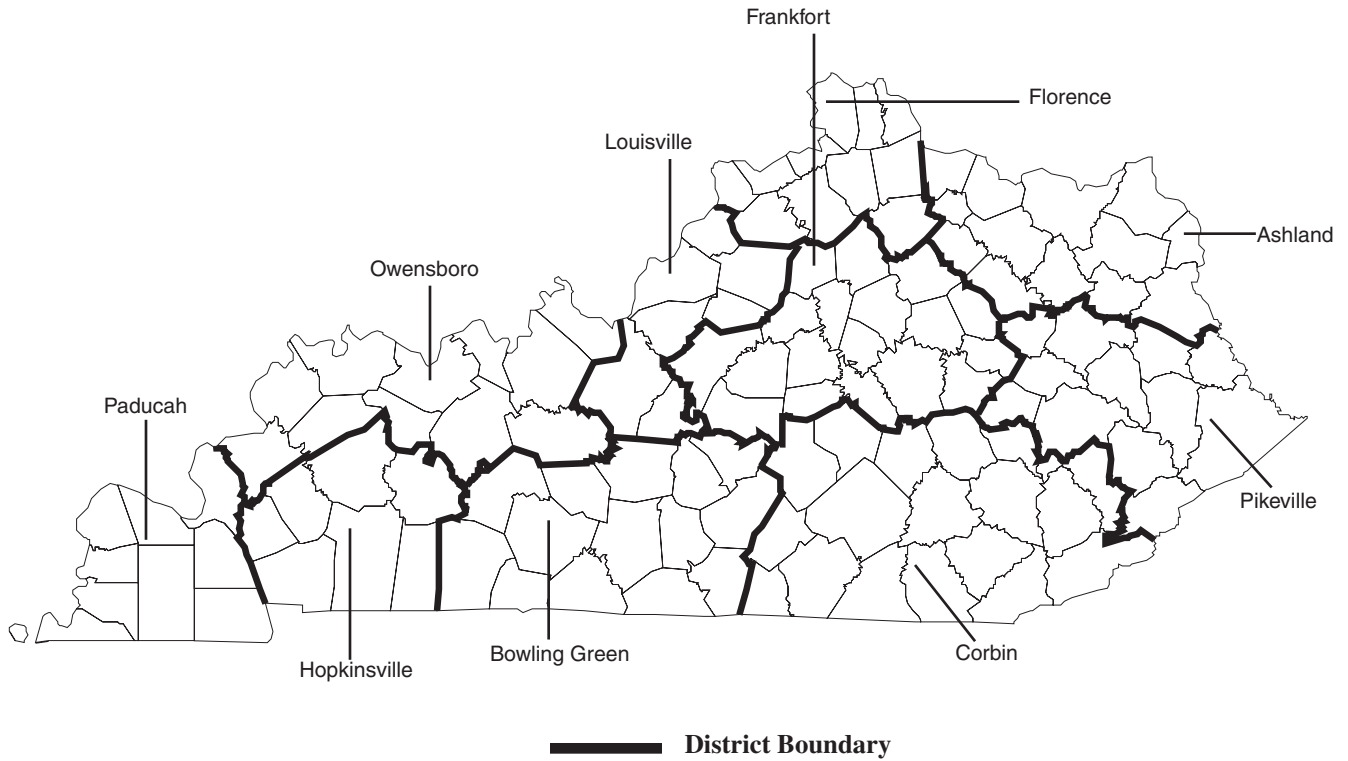 Frankfort
Florence
Louisville
Ashland
Owensboro
Paducah
Pikeville
Bowling Green
Corbin
Hopkinsville
District Boundary